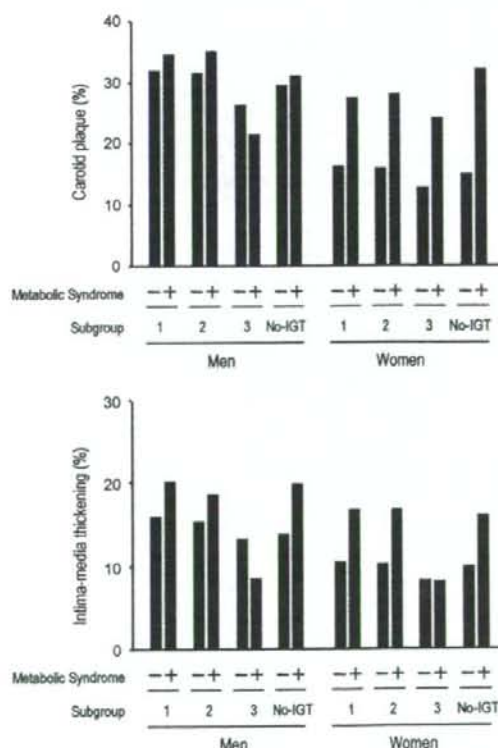 40
30
20
10
0
Carotid plaque (%)
Metabolic Syndrome − + − + − + − + − + − + − + − +
Subgroup 1 2 3 No-IGT 1 2 3 No-IGT
Men Women
30
20
10
0
Intima-media thickening (%)
Metabolic Syndrome − + − + − + − + − + − + − + − +
Subgroup 1 2 3 No-IGT 1 2 3 No-IGT
Men Women